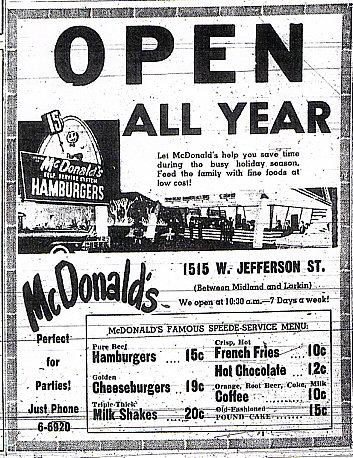 OPEN
ALL YEAR
15¢
McDonald's
SELF SERVICE SYSTEM
HAMBURGERS
Let McDonald's help you save time
during the busy holiday season.
Feed the family with fine foods at
low cost!
McDonald's
1515 W. JEFFERSON ST.
(Between Midland and Larkin)
We open at 10:30 a.m.—7 Days a week!
Perfect
for
Parties!
Just Phone
6-6920
McDONALD'S FAMOUS SPEEDE-SERVICE MENU:
Pure Beef
Hamburgers .... 15c
Golden
Cheeseburgers . 19c
Triple-Thick
Milk Shakes .. 20c
Crisp, Hot
French Fries .... 10c
Hot Chocolate ... 12c
Orange, Root Beer, Coke, Milk
Coffee .......... 10c
Old-Fashioned
POUND CAKE ....... 15c